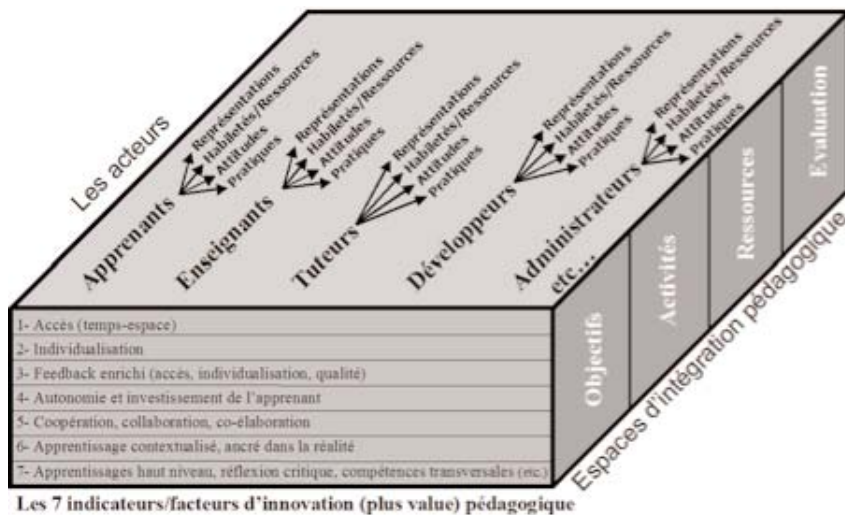 Les acteurs
Apprenants
Représentations
Habiletés/Ressources
Attitudes
Pratiques
Enseignants
Représentations
Habiletés/Ressources
Attitudes
Pratiques
Tuteurs
Représentations
Habiletés/Ressources
Attitudes
Pratiques
Développeurs
Représentations
Habiletés/Ressources
Attitudes
Pratiques
Administrateurs
etc...
Représentations
Habiletés/Ressources
Attitudes
Pratiques
Objectifs
Activités
Ressources
Evaluation
Espaces d'intégration pédagogique
1- Accès (temps-espace)
2- Individualisation
3- Feedback enrichi (accès, individualisation, qualité)
4- Autonomie et investissement de l'apprenant
5- Coopération, collaboration, co-élaboration
6- Apprentissage contextualisé, ancré dans la réalité
7- Apprentissages haut niveau, réflexion critique, compétences transversales (etc.)
Les 7 indicateurs/facteurs d'innovation (plus value) pédagogique